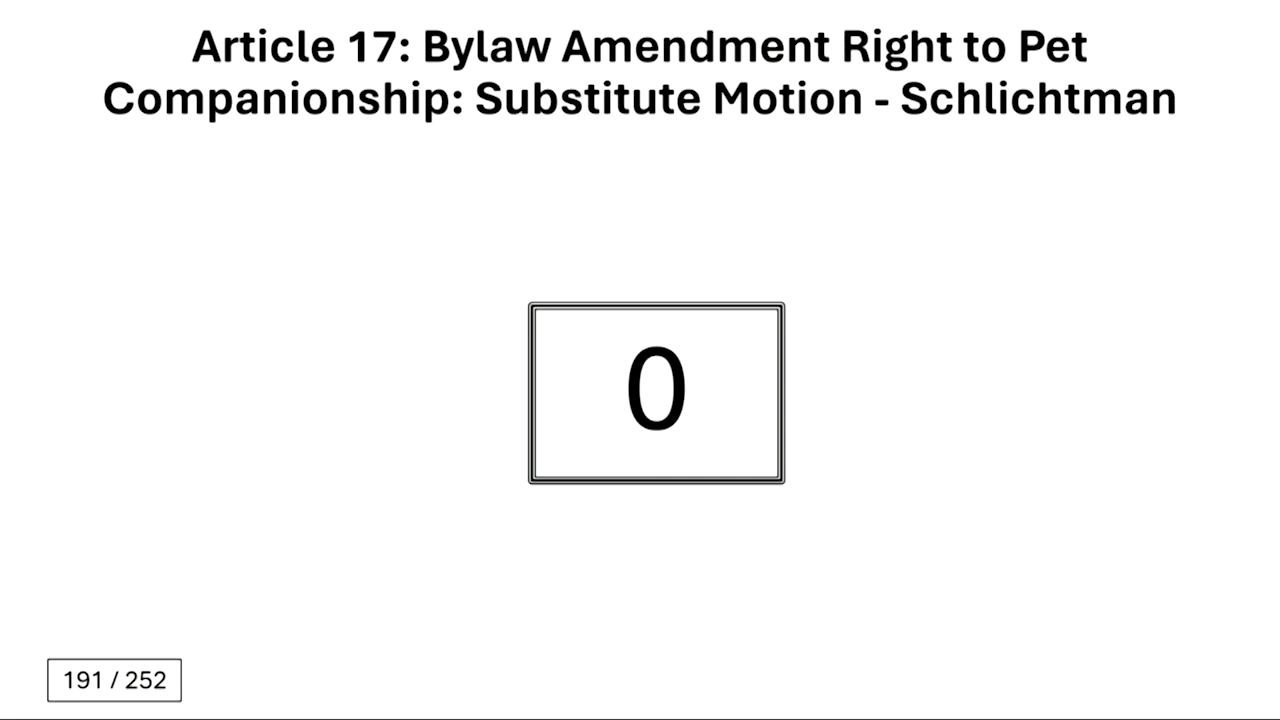 Article 17: Bylaw Amendment Right to Pet
Companionship: Substitute Motion - Schlichtman
0
191 / 252